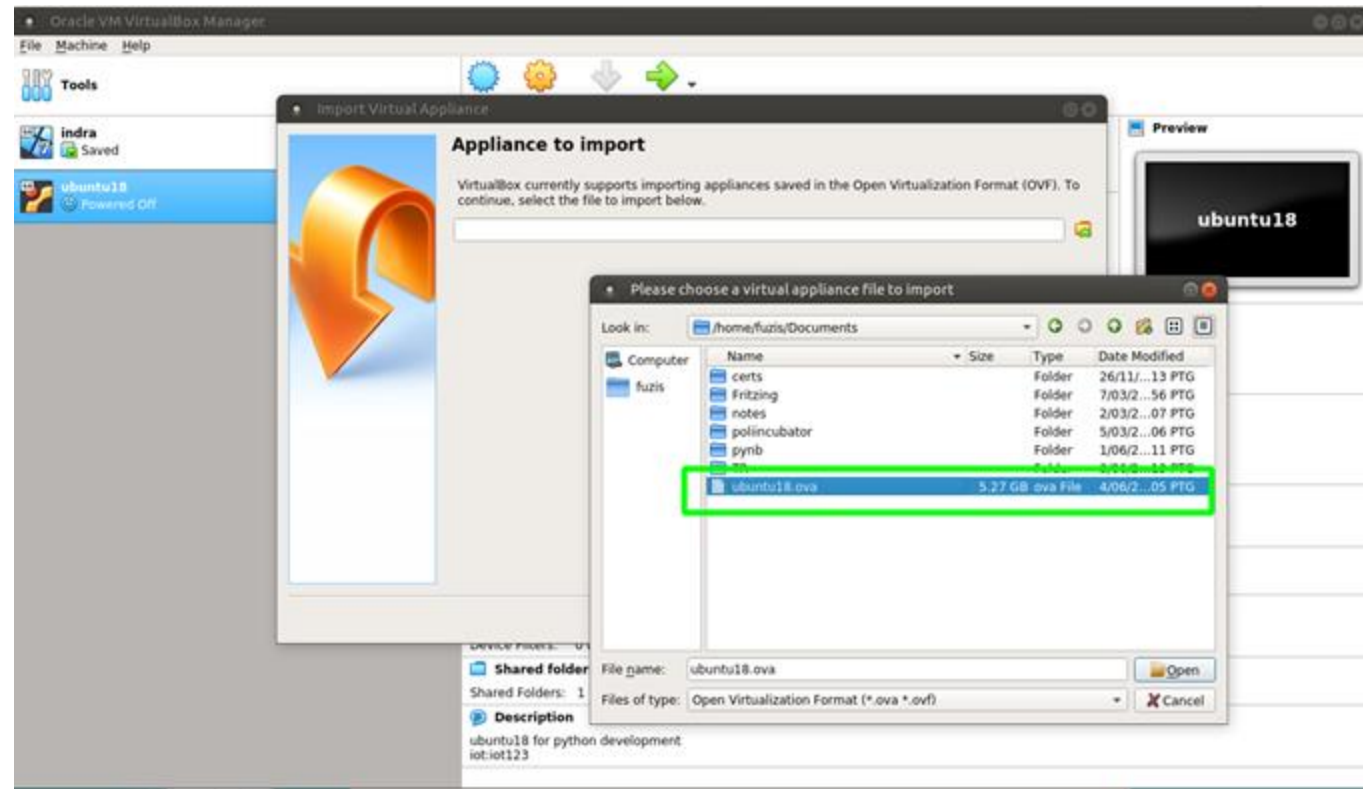 Oracle VM VirtualBox Manager
File Machine Help
Tools
indra
Saved
ubuntu18
Powered Off
Import Virtual Appliance
Appliance to import
VirtualBox currently supports importing appliances saved in the Open Virtualization Format (OVF). To
continue, select the file to import below.
Preview
ubuntu18
Please choose a virtual appliance file to import
Look in: /home/fuzis/Documents
Computer
fuzis
Name Size Type Date Modified
certs Folder 26/11/...13 PTG
Fritzing Folder 7/03/2...56 PTG
notes Folder 2/03/2...07 PTG
poliincubator Folder 5/03/2...06 PTG
pynb Folder 1/06/2...11 PTG
ubuntu18.ova 5.27 GB ova File 4/06/2...05 PTG
File name: ubuntu18.ova
Open
Files of type: Open Virtualization Format (*.ova *.ovf)
Cancel
Device Filters:
Shared folder
Shared Folders: 1
Description
ubuntu18 for python development
iot:iot123